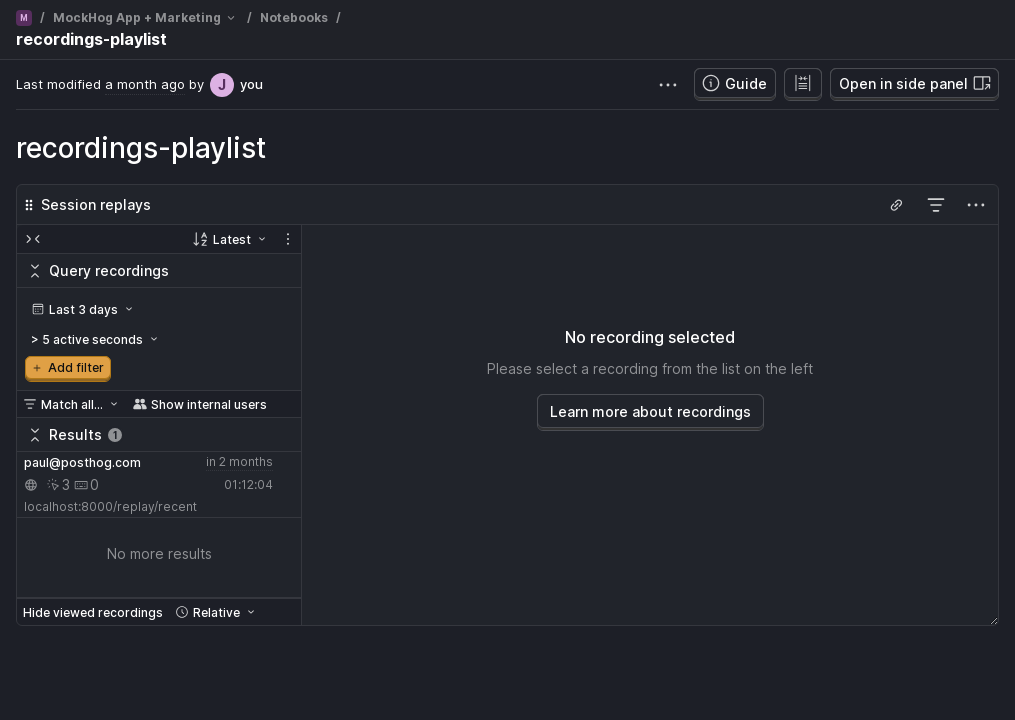 M / MockHog App + Marketing / Notebooks /
recordings-playlist
Last modified a month ago by J you
Guide
Open in side panel
recordings-playlist
Session replays
Latest
Query recordings
Last 3 days
> 5 active seconds
Add filter
Match all...
Show internal users
Results 1
paul@posthog.com in 2 months
3 0 01:12:04
localhost:8000/replay/recent
No more results
Hide viewed recordings
Relative
No recording selected
Please select a recording from the list on the left
Learn more about recordings